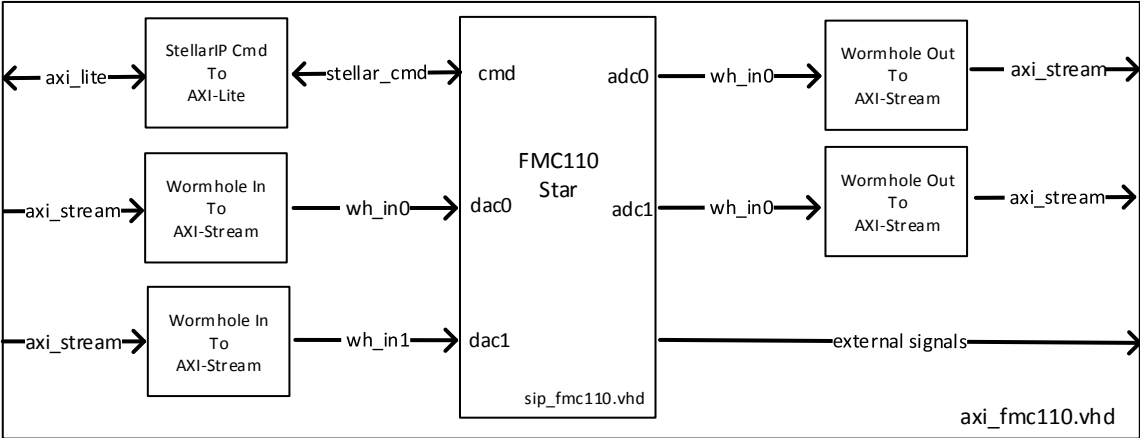 StellarIP Cmd
To
AXI-Lite
axi_lite
stellar_cmd
cmd
adc0
wh_in0
Wormhole Out
To
AXI-Stream
axi_stream
FMC110
Star
Wormhole In
To
AXI-Stream
axi_stream
wh_in0
dac0
adc1
wh_in0
Wormhole Out
To
AXI-Stream
axi_stream
Wormhole In
To
AXI-Stream
axi_stream
wh_in1
dac1
external signals
sip_fmc110.vhd
axi_fmc110.vhd